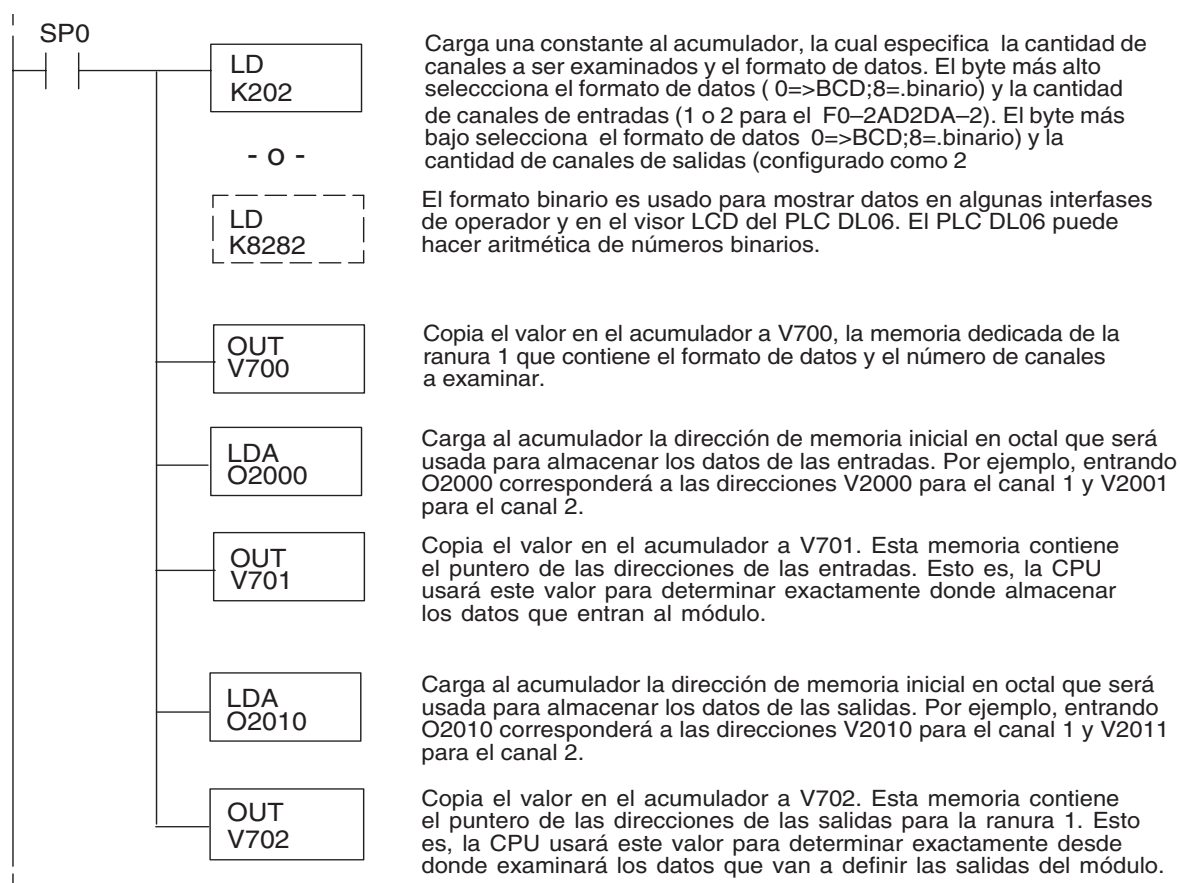 SP0
LD
K202
Carga una constante al acumulador, la cual especifica la cantidad de
canales a ser examinados y el formato de datos. El byte más alto
seleccciona el formato de datos ( 0=>BCD;8=.binario) y la cantidad
de canales de entradas (1 o 2 para el F0–2AD2DA–2). El byte más
bajo selecciona el formato de datos 0=>BCD;8=.binario) y la
cantidad de canales de salidas (configurado como 2
- o -
LD
K8282
El formato binario es usado para mostrar datos en algunas interfases
de operador y en el visor LCD del PLC DL06. El PLC DL06 puede
hacer aritmética de números binarios.
OUT
V700
Copia el valor en el acumulador a V700, la memoria dedicada de la
ranura 1 que contiene el formato de datos y el número de canales
a examinar.
LDA
O2000
Carga al acumulador la dirección de memoria inicial en octal que será
usada para almacenar los datos de las entradas. Por ejemplo, entrando
O2000 corresponderá a las direcciones V2000 para el canal 1 y V2001
para el canal 2.
OUT
V701
Copia el valor en el acumulador a V701. Esta memoria contiene
el puntero de las direcciones de las entradas. Esto es, la CPU
usará este valor para determinar exactamente donde almacenar
los datos que entran al módulo.
LDA
O2010
Carga al acumulador la dirección de memoria inicial en octal que será
usada para almacenar los datos de las salidas. Por ejemplo, entrando
O2010 corresponderá a las direcciones V2010 para el canal 1 y V2011
para el canal 2.
OUT
V702
Copia el valor en el acumulador a V702. Esta memoria contiene
el puntero de las direcciones de las salidas para la ranura 1. Esto
es, la CPU usará este valor para determinar exactamente desde
donde examinará los datos que van a definir las salidas del módulo.